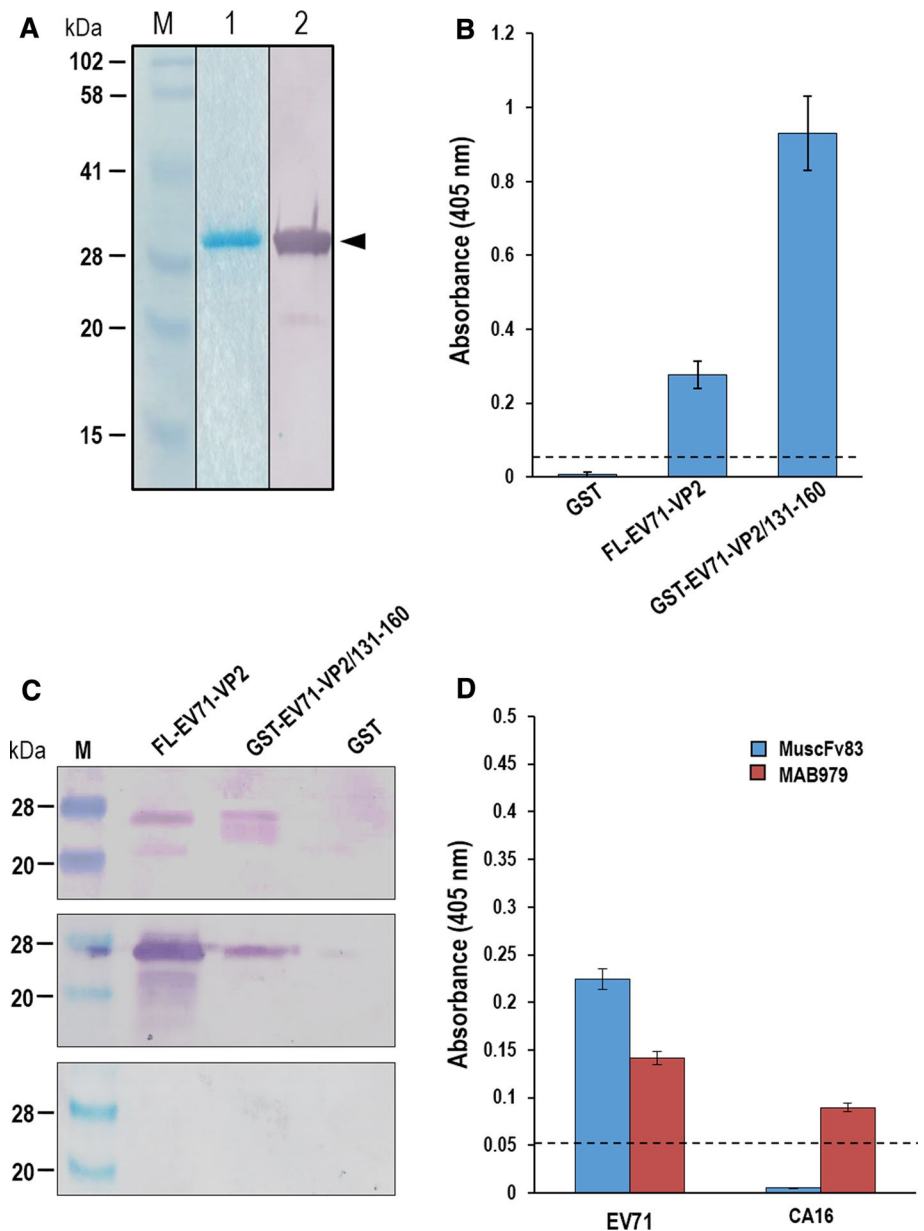 A
kDa M 1 2
102
58
41
28
20
15
B
1.2
1
0.8
0.6
0.4
0.2
0
Absorbance (405 nm)
GST
FL-EV71-VP2
GST-EV71-VP2/131-160
C
kDa M FL-EV71-VP2 GST-EV71-VP2/131-160 GST
28
20
28
20
28
20
D
0.5
0.45
0.4
0.35
0.3
0.25
0.2
0.15
0.1
0.05
0
Absorbance (405 nm)
MuscFv83
MAB979
EV71 CA16